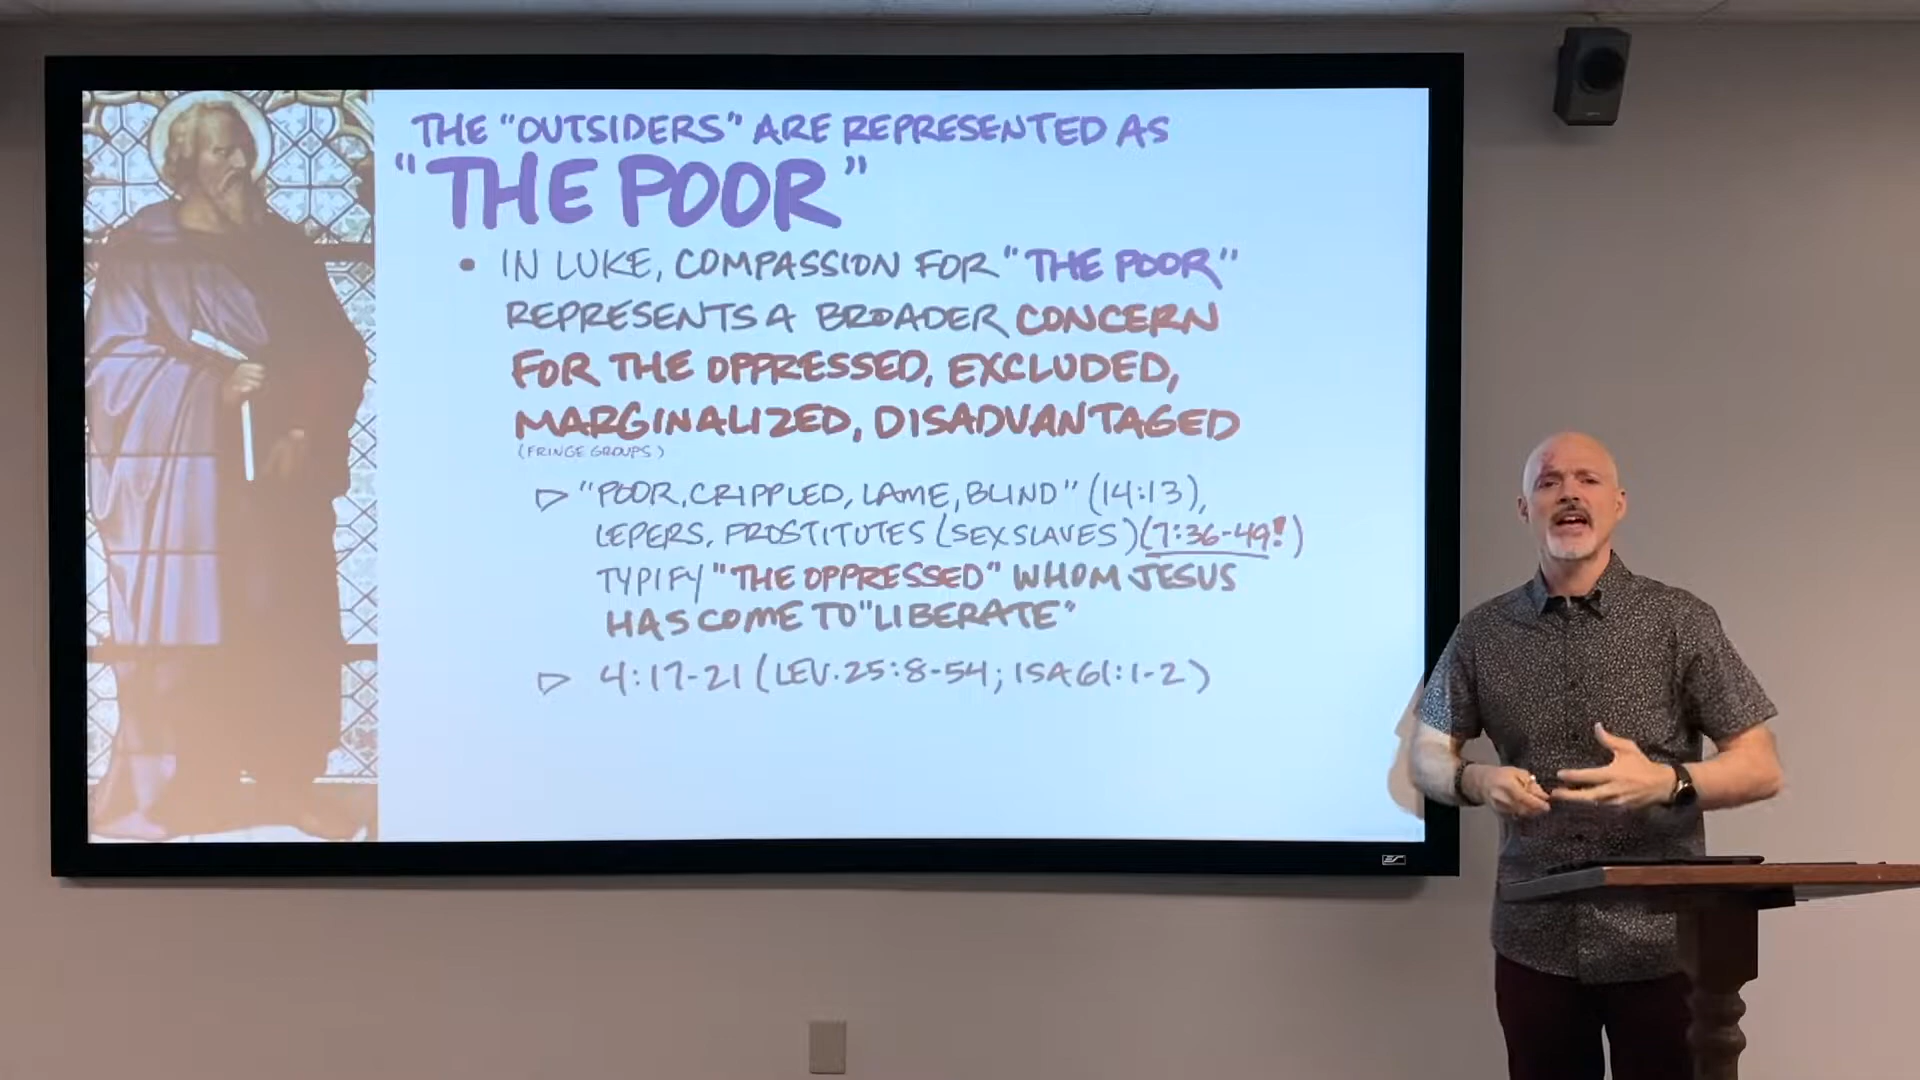 THE "OUTSIDERS" ARE REPRESENTED AS
"THE POOR"
• IN LUKE, COMPASSION FOR "THE POOR"
REPRESENTS A BROADER CONCERN
FOR THE OPPRESSED, EXCLUDED,
MARGINALIZED, DISADVANTAGED
(FRINGE GROUPS)
▷ "POOR, CRIPPLED, LAME, BLIND" (14:13),
LEPERS, PROSTITUTES (SEX SLAVES) (7:36-49!)
TYPIFY "THE OPPRESSED" WHOM JESUS
HAS COME TO "LIBERATE"
▷ 4:17-21 (LEV. 25:8-54; ISA 61:1-2)